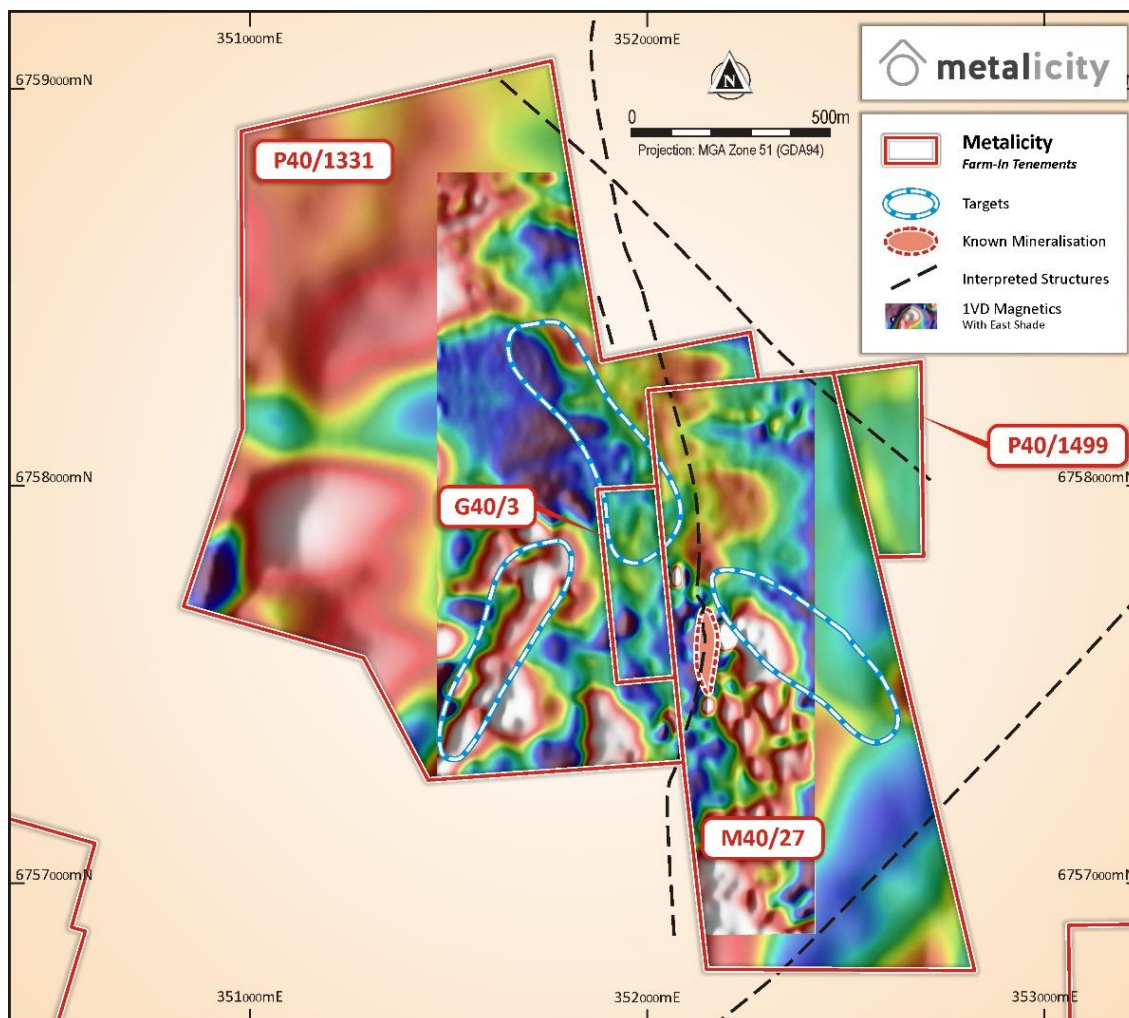 351000mE
352000mE
6759000mN
N
0
500m
Projection: MGA Zone 51 (GDA94)
metalicity
Metalicity
Farm-In Tenements
Targets
Known Mineralisation
Interpreted Structures
1VD Magnetics
With East Shade
P40/1331
P40/1499
6758000mN
6758000mN
G40/3
M40/27
6757000mN
6757000mN
351000mE
352000mE
353000mE